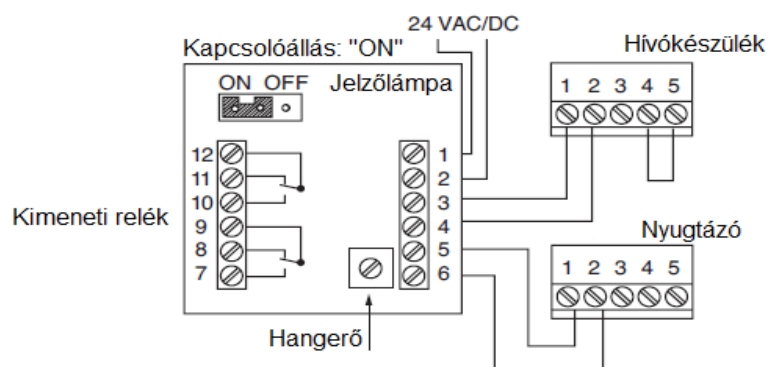 24 VAC/DC
Kapcsolóállás: "ON"
Hívókészülék
ON OFF
Jelzőlámpa
1 2 3 4 5
12
11
10
9
8
7
1
2
3
4
5
6
Kimeneti relék
Nyugtázó
1 2 3 4 5
Hangerő